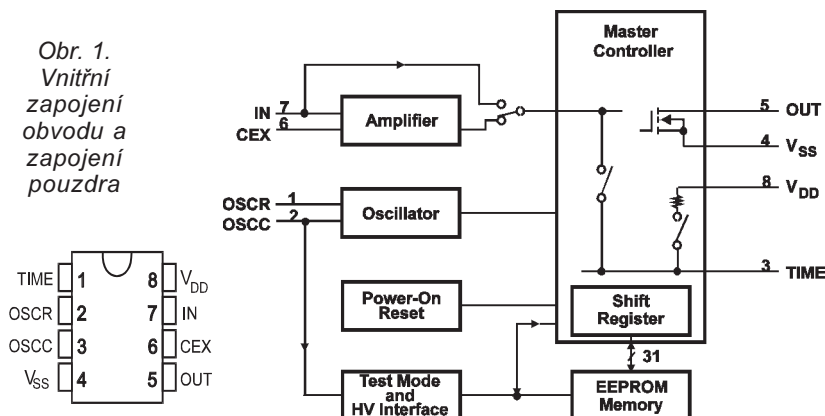 Obr. 1.
Vnitřní
zapojení
obvodu a
zapojení
pouzdra
TIME 1
8 VDD
OSCR 2
7 IN
OSCC 3
6 CEX
VSS 4
5 OUT
IN 7
CEX 6
Amplifier
OSCR 1
OSCC 2
Oscillator
Power-On
Reset
Test Mode
and
HV Interface
Master
Controller
5 OUT
4 VSS
8 VDD
3 TIME
Shift
Register
31
EEPROM
Memory